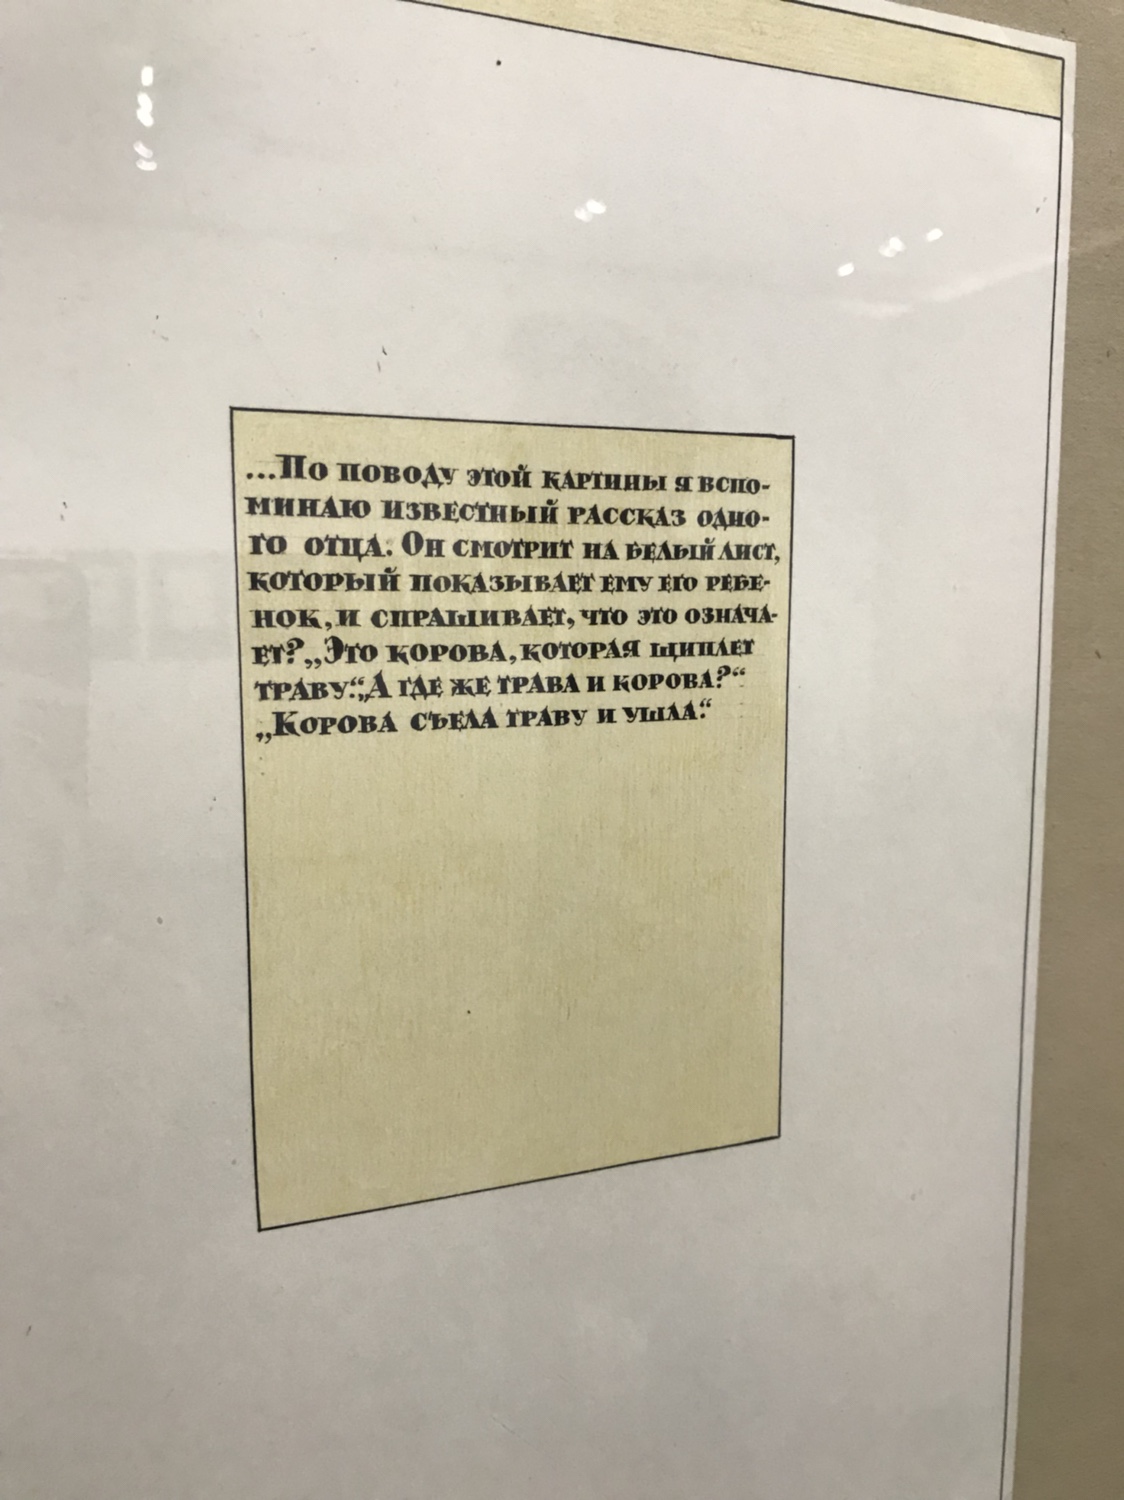 ...По поводу этой картины я вспо-
минаю известный рассказ одно-
го отца. Он смотрит на белый лист,
который показывает ему его ребе-
нок, и спрашивает, что это означа-
ет? „Это корова, которая щиплет
траву.“ „А где же трава и корова?“
„Корова съела траву и ушла.“